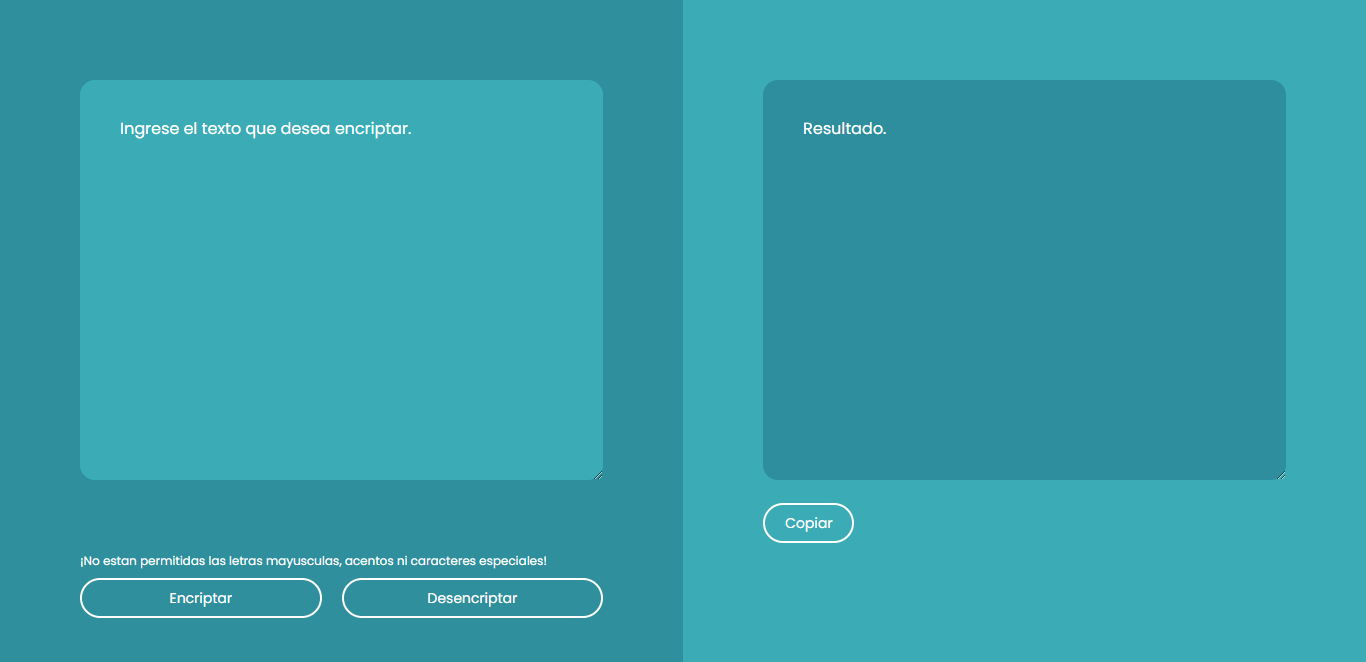 Ingrese el texto que desea encriptar.
¡No estan permitidas las letras mayusculas, acentos ni caracteres especiales!
Encriptar
Desencriptar
Resultado.
Copiar